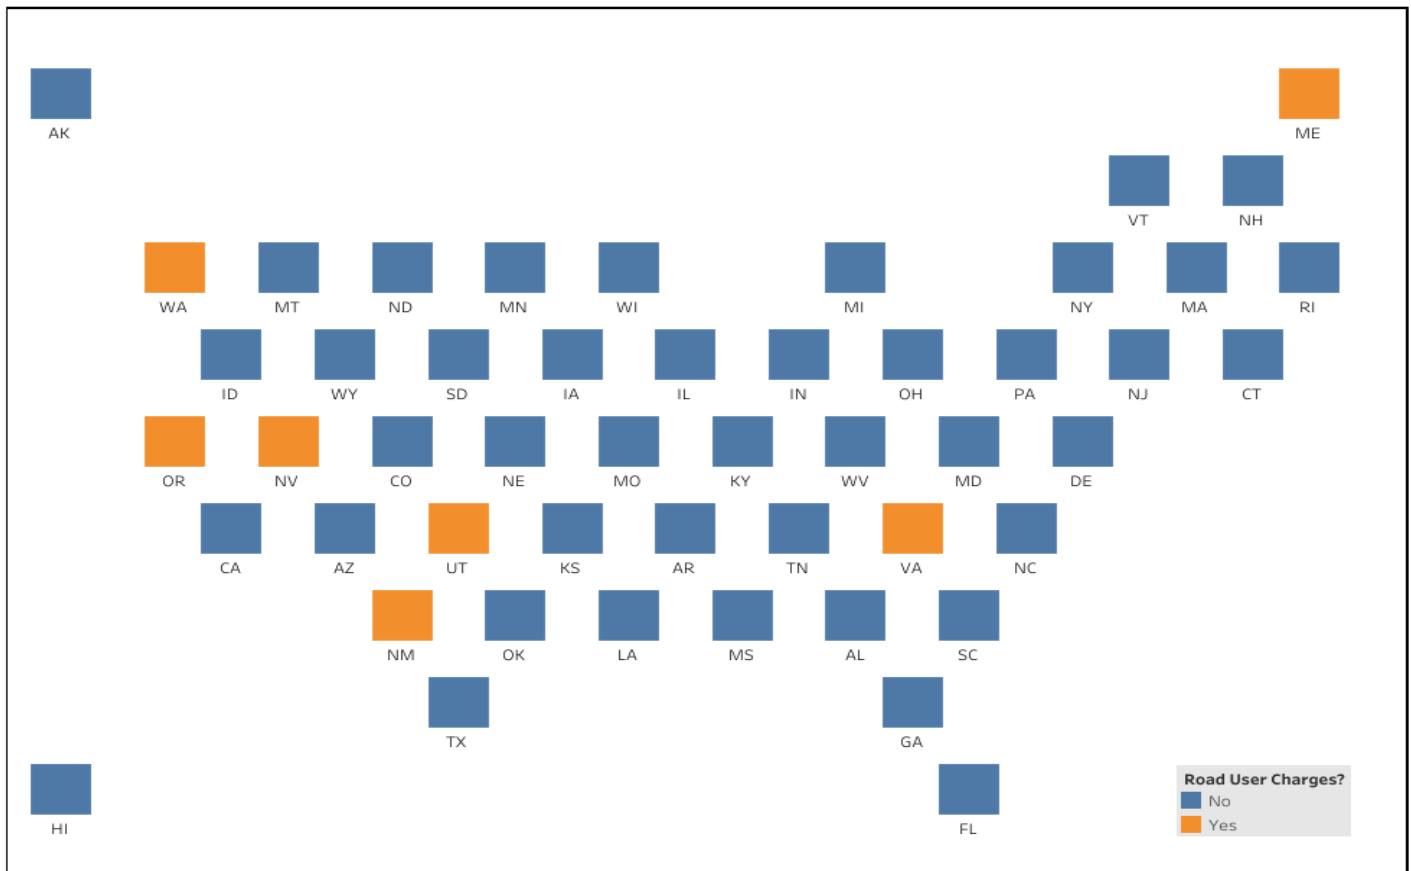 AK
ME
VT NH
WA MT ND MN WI MI NY MA RI
ID WY SD IA IL IN OH PA NJ CT
OR NV CO NE MO KY WV MD DE
CA AZ UT KS AR TN VA NC
NM OK LA MS AL SC
TX GA
HI FL
Road User Charges?
No
Yes